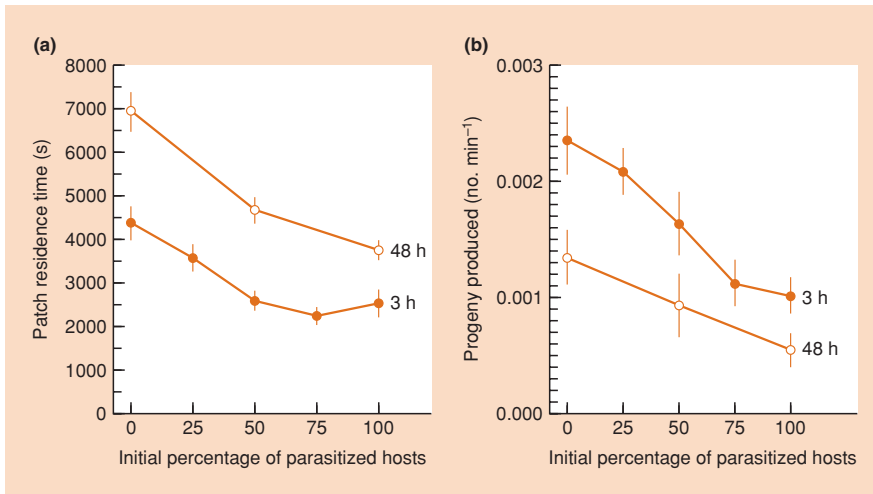 (a)
8000
7000
6000
5000
4000
3000
2000
1000
0
Patch residence time (s)
48 h
3 h
0 25 50 75 100
Initial percentage of parasitized hosts
(b)
0.003
0.002
0.001
0.000
Progeny produced (no. min⁻¹)
3 h
48 h
0 25 50 75 100
Initial percentage of parasitized hosts